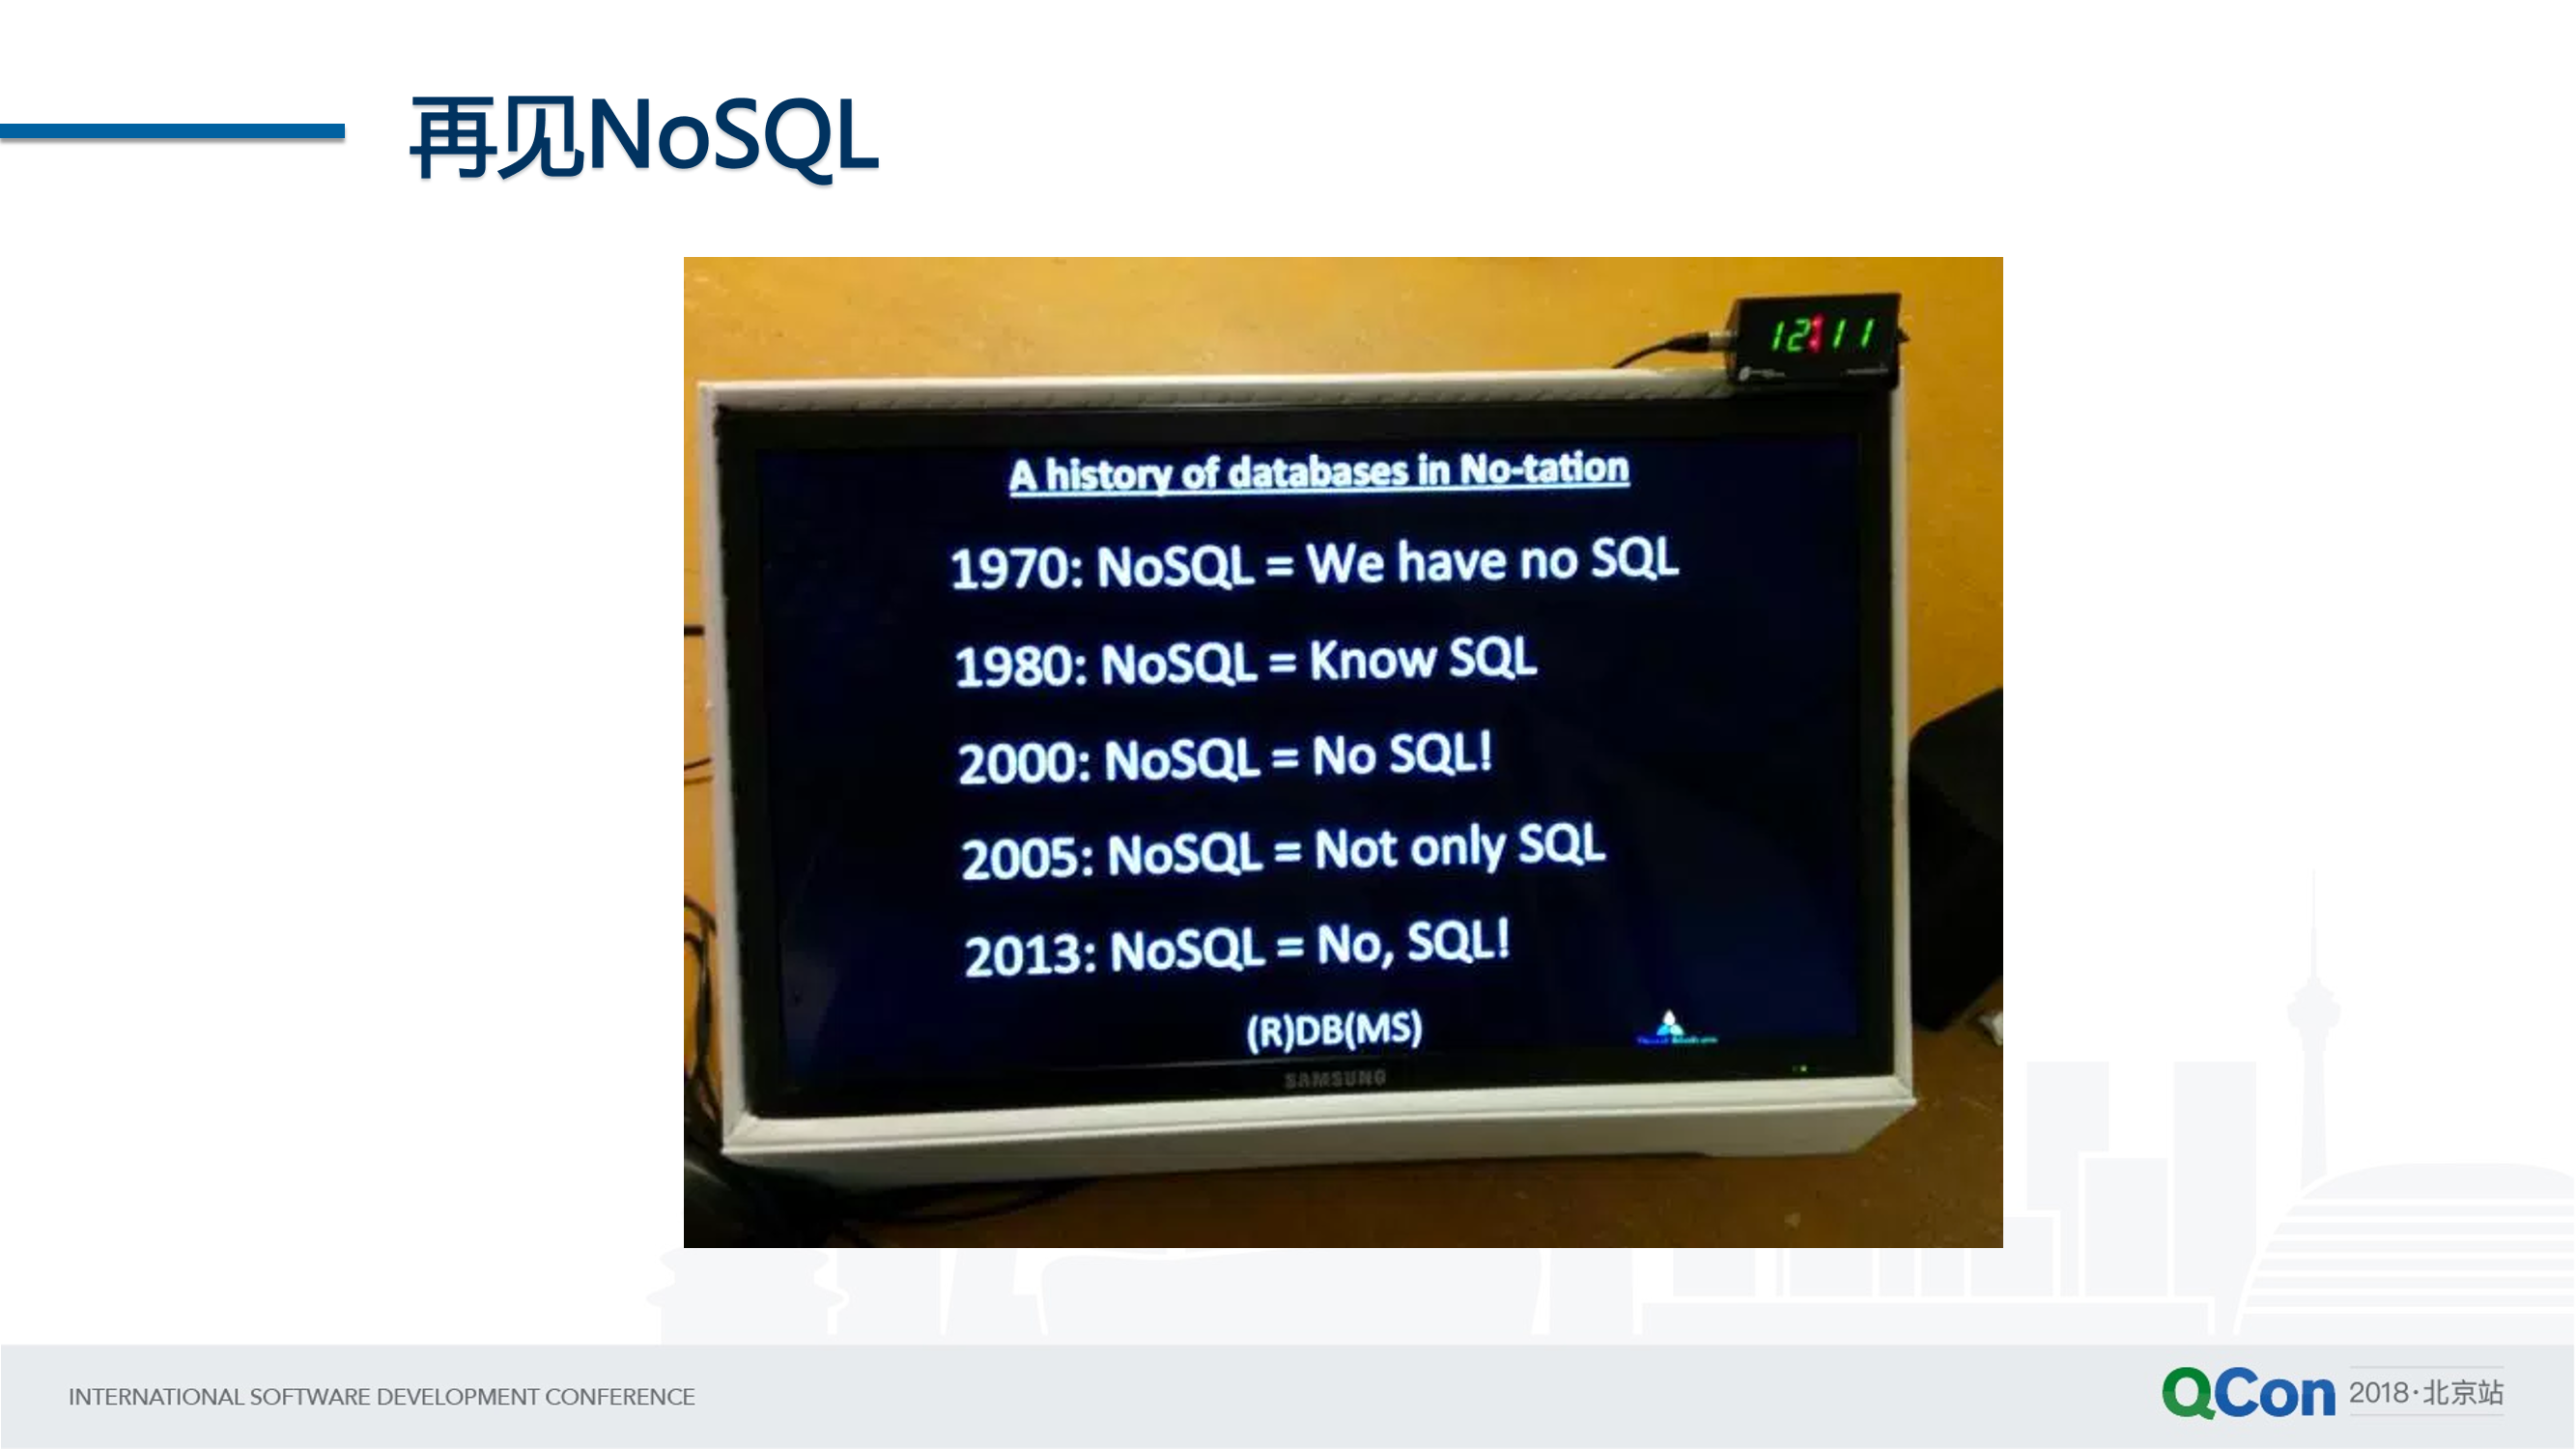 再见NoSQL
12:11
A history of databases in No-tation
1970: NoSQL = We have no SQL
1980: NoSQL = Know SQL
2000: NoSQL = No SQL!
2005: NoSQL = Not only SQL
2013: NoSQL = No, SQL!
(R)DB(MS)
SAMSUNG
INTERNATIONAL SOFTWARE DEVELOPMENT CONFERENCE
QCon 2018·北京站